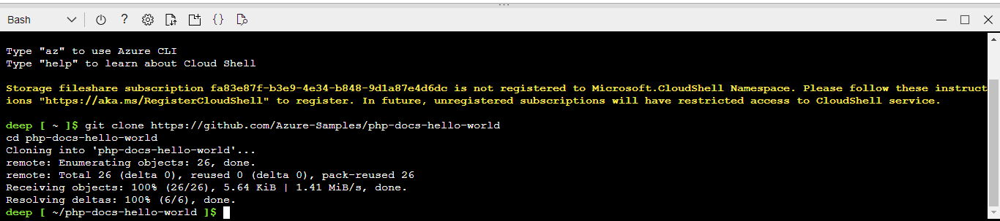 Bash
Type "az" to use Azure CLI
Type "help" to learn about Cloud Shell
Storage fileshare subscription fa83e87f-b3e9-4e34-b848-9d1a87e4d6dc is not registered to Microsoft.CloudShell Namespace. Please follow these instruct
ions "https://aka.ms/RegisterCloudShell" to register. In future, unregistered subscriptions will have restricted access to CloudShell service.
deep [ ~ ]$ git clone https://github.com/Azure-Samples/php-docs-hello-world
cd php-docs-hello-world
Cloning into 'php-docs-hello-world'...
remote: Enumerating objects: 26, done.
remote: Total 26 (delta 0), reused 0 (delta 0), pack-reused 26
Receiving objects: 100% (26/26), 5.64 KiB | 1.41 MiB/s, done.
Resolving deltas: 100% (6/6), done.
deep [ ~/php-docs-hello-world ]$